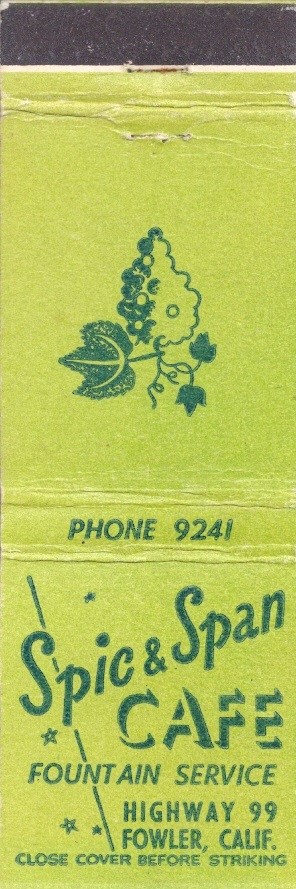 PHONE 9241
Spic & Span
CAFE
FOUNTAIN SERVICE
HIGHWAY 99
FOWLER, CALIF.
CLOSE COVER BEFORE STRIKING